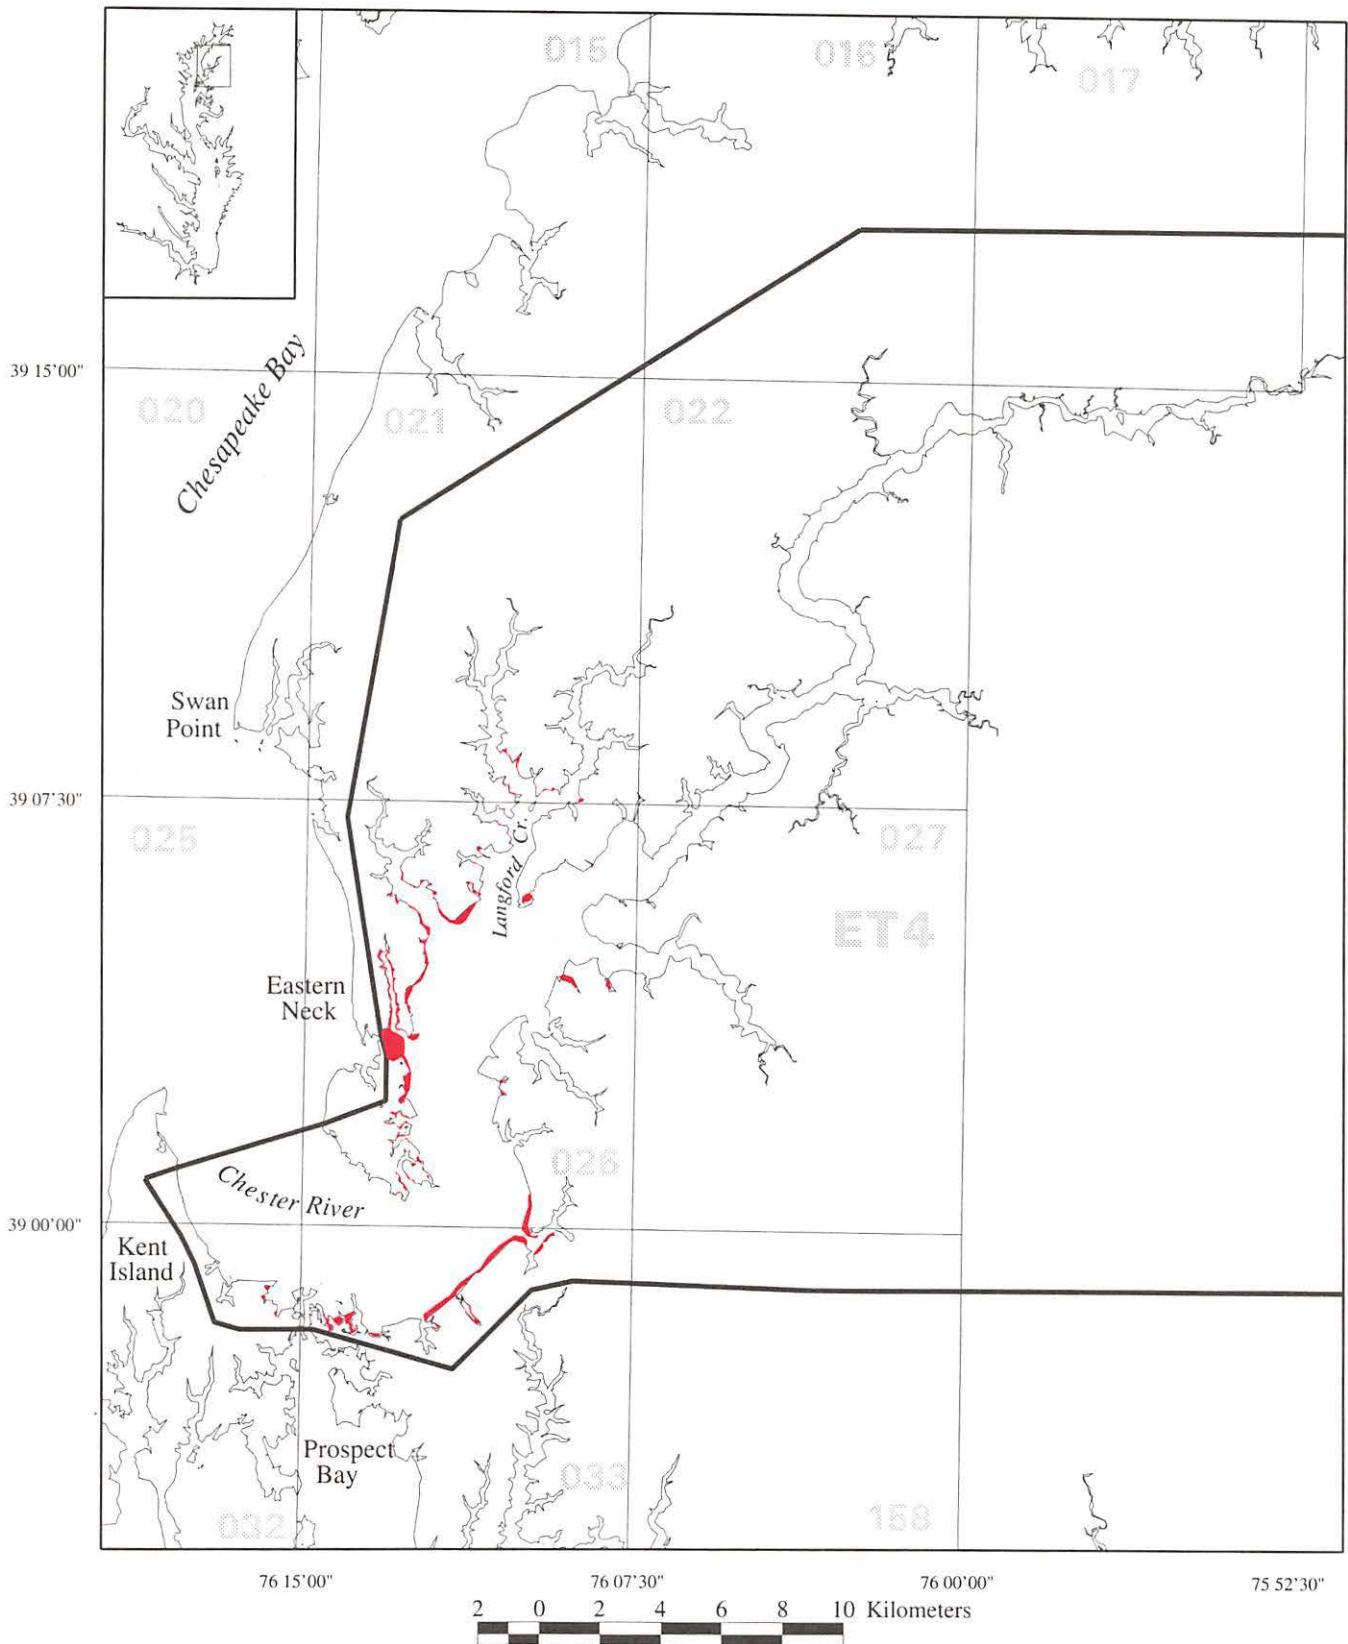 015
016
017
39 15'00"
Chesapeake Bay
020
021
022
Swan
Point
39 07'30"
025
Langford Cr.
027
ET4
Eastern
Neck
026
Chester River
39 00'00"
Kent
Island
Prospect
Bay
033
032
158
76 15'00"
76 07'30"
76 00'00"
75 52'30"
2 0 2 4 6 8 10 Kilometers